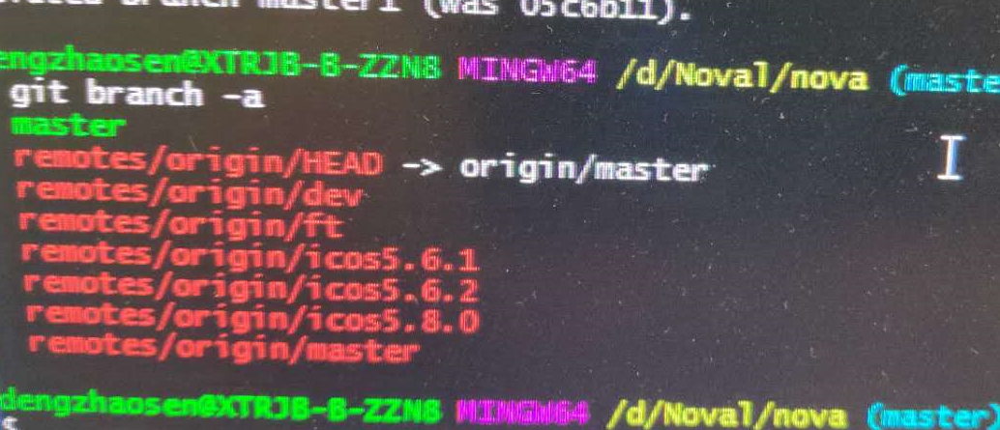 branch master1 (was 05c6b11).
engzhaosen@XTRJB-B-ZZN8 MINGW64 /d/Noval/nova (maste
git branch -a
master
remotes/origin/HEAD -> origin/master
remotes/origin/dev
remotes/origin/ft
remotes/origin/icos5.6.1
remotes/origin/icos5.6.2
remotes/origin/icos5.8.0
remotes/origin/master
dengzhaosen@XTRJB-B-ZZN8 MINGW64 /d/Noval/nova (master)